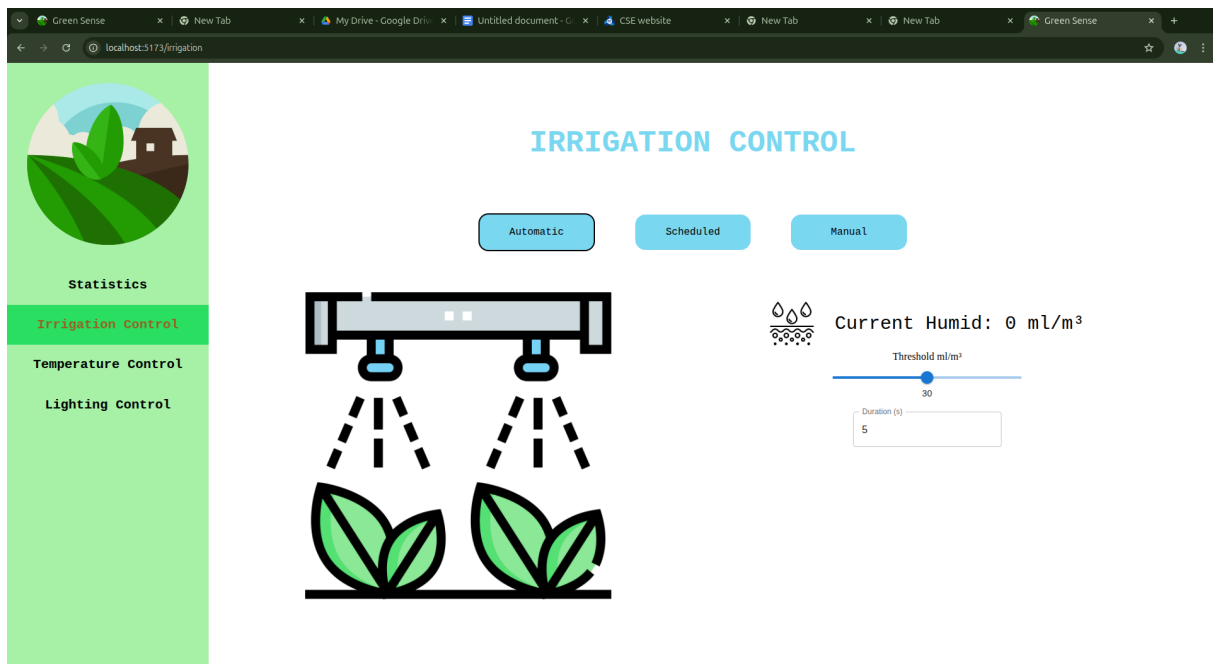 Green Sense
New Tab
My Drive - Google Driv
Untitled document - G
CSE website
New Tab
New Tab
Green Sense
localhost:5173/irrigation
IRRIGATION CONTROL
Automatic
Scheduled
Manual
Statistics
Irrigation Control
Temperature Control
Lighting Control
Current Humid: 0 ml/m³
Threshold ml/m³
30
Duration (s)
5